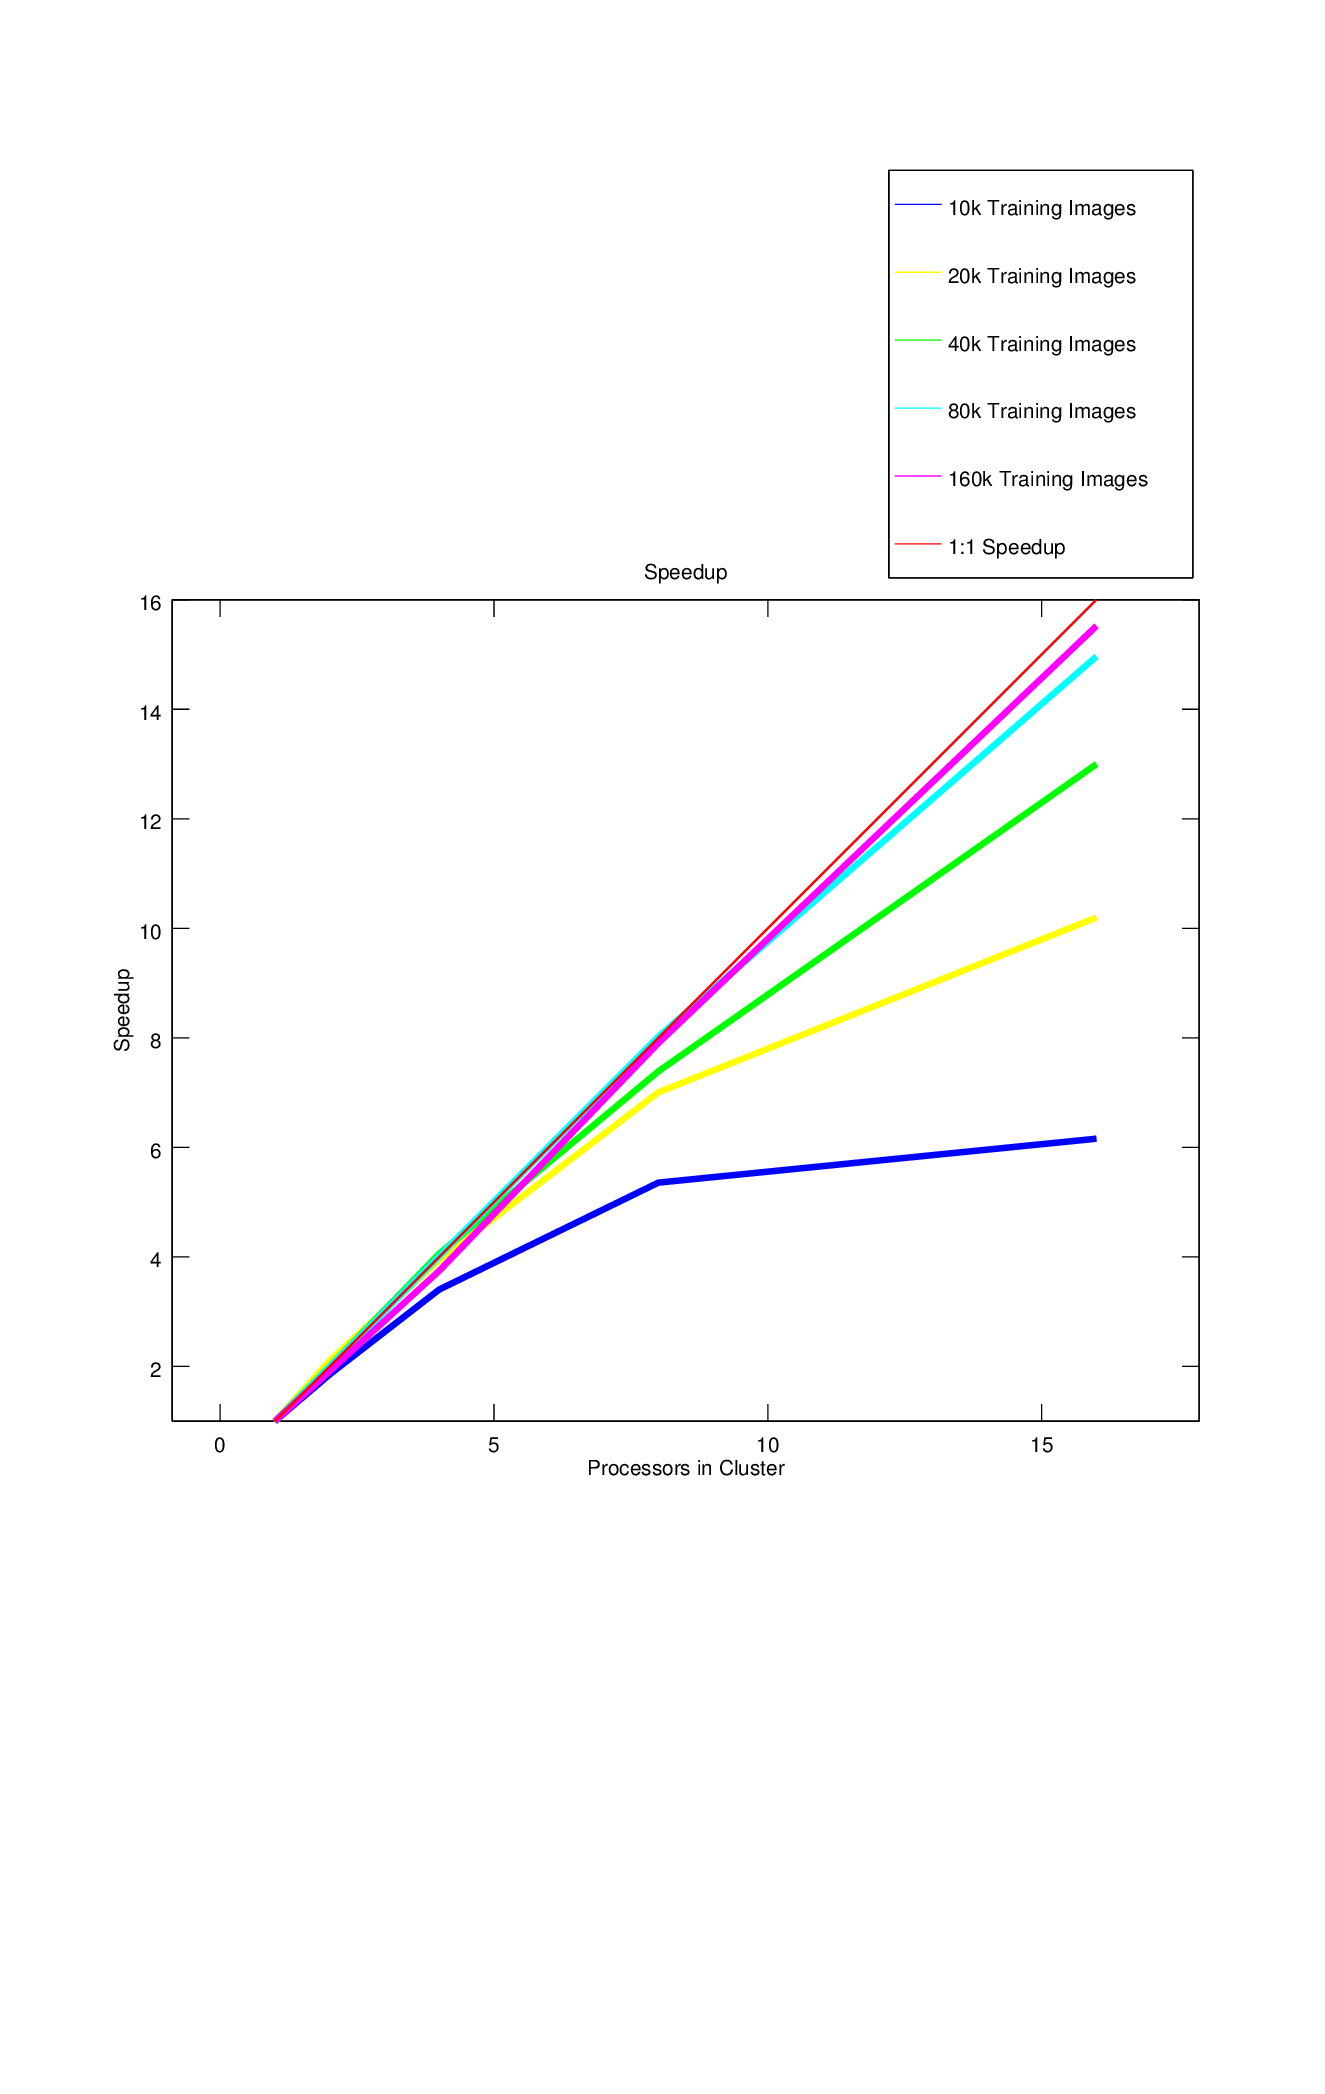 10k Training Images
20k Training Images
40k Training Images
80k Training Images
160k Training Images
1:1 Speedup
Speedup
16
14
12
10
8
6
4
2
Speedup
0 5 10 15
Processors in Cluster